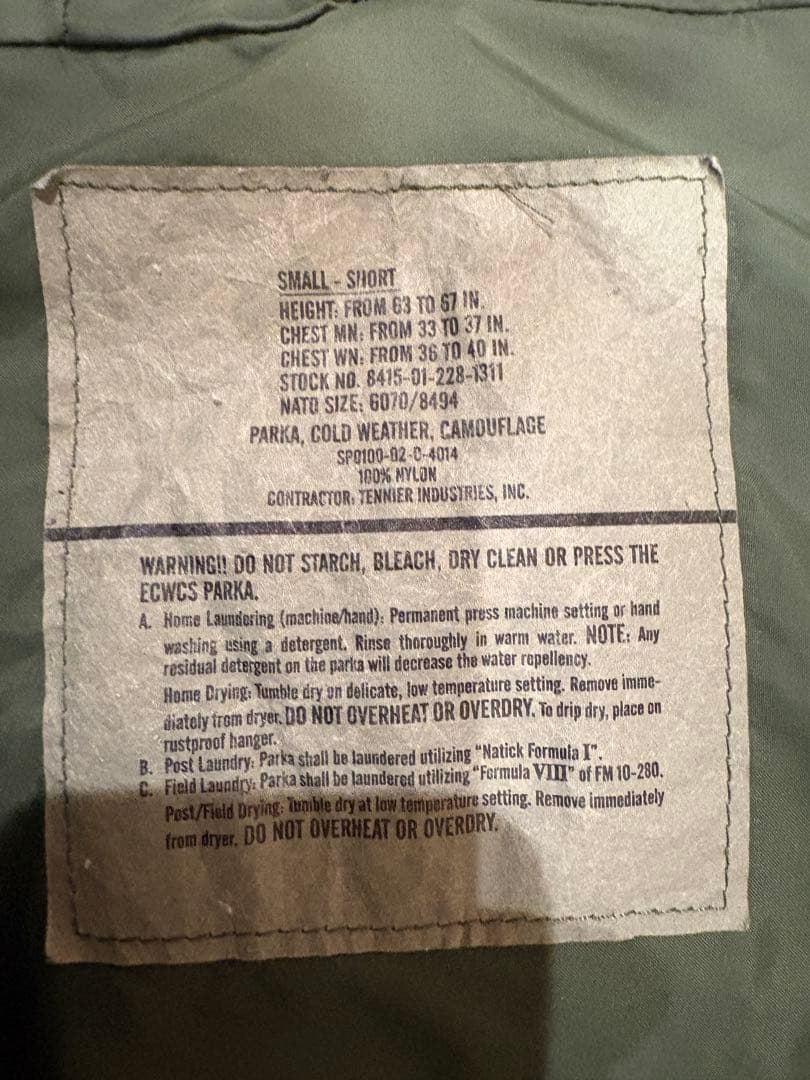 SMALL - SHORT
HEIGHT: FROM 63 TO 67 IN.
CHEST MN: FROM 33 TO 37 IN.
CHEST WN: FROM 36 TO 40 IN.
STOCK NO. 8415-01-228-1311
NATO SIZE: 6070/8494
PARKA, COLD WEATHER, CAMOUFLAGE
SP0100-02-C-4014
100% NYLON
CONTRACTOR: TENNIER INDUSTRIES, INC.
WARNING!! DO NOT STARCH, BLEACH, DRY CLEAN OR PRESS THE
ECWCS PARKA.
A. Home Laundering (machine/hand): Permanent press machine setting or hand
washing using a detergent. Rinse thoroughly in warm water. NOTE: Any
residual detergent on the parka will decrease the water repellency.
Home Drying: Tumble dry on delicate, low temperature setting. Remove imme-
diately from dryer. DO NOT OVERHEAT OR OVERDRY. To drip dry, place on
rustproof hanger.
B. Post Laundry: Parka shall be laundered utilizing "Natick Formula I".
C. Field Laundry: Parka shall be laundered utilizing "Formula VIII" of FM 10-280.
Post/Field Drying: Tumble dry at low temperature setting. Remove immediately
from dryer. DO NOT OVERHEAT OR OVERDRY.